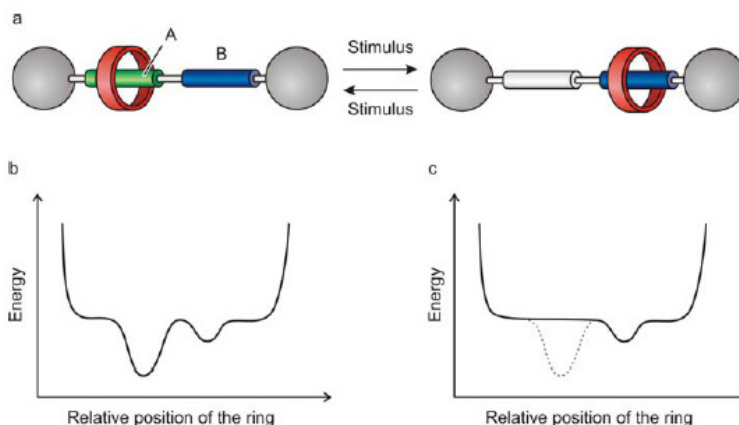 a
A
B
Stimulus
Stimulus
b
Energy
Relative position of the ring
c
Energy
Relative position of the ring